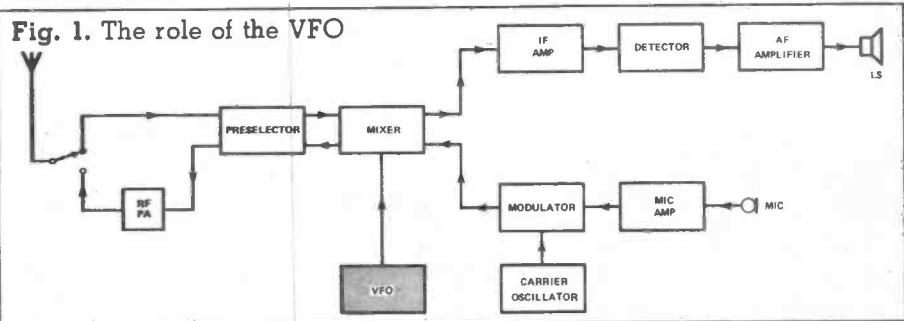 Fig. 1. The role of the VFO
IF
AMP
DETECTOR
AF
AMPLIFIER
LS
PRESELECTOR
MIXER
RF
PA
MODULATOR
MIC
AMP
MIC
VFO
CARRIER
OSCILLATOR